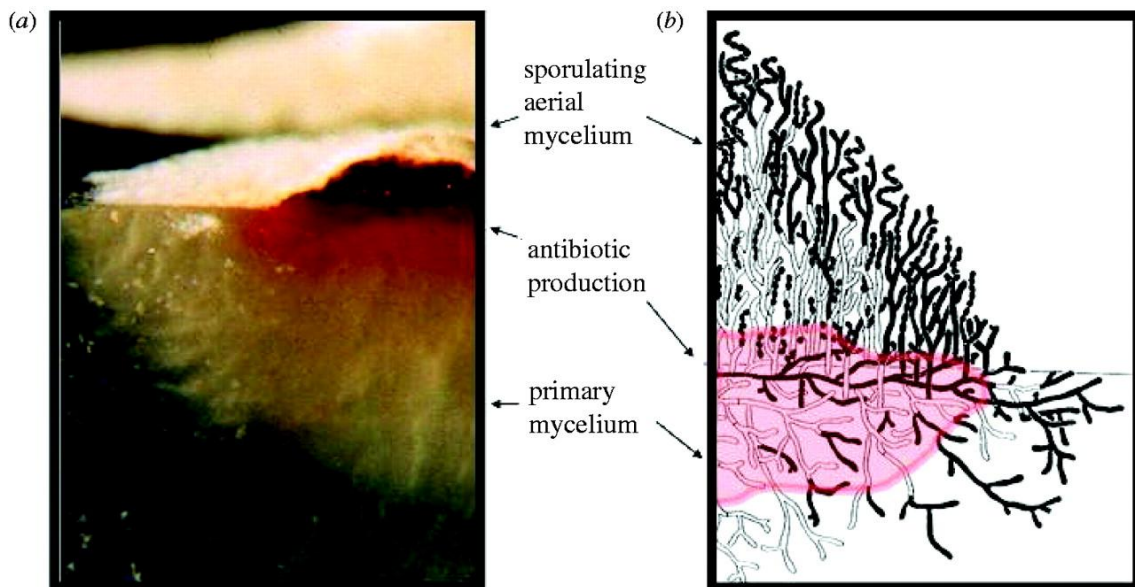 (a)
(b)
sporulating
aerial
mycelium
antibiotic
production
primary
mycelium